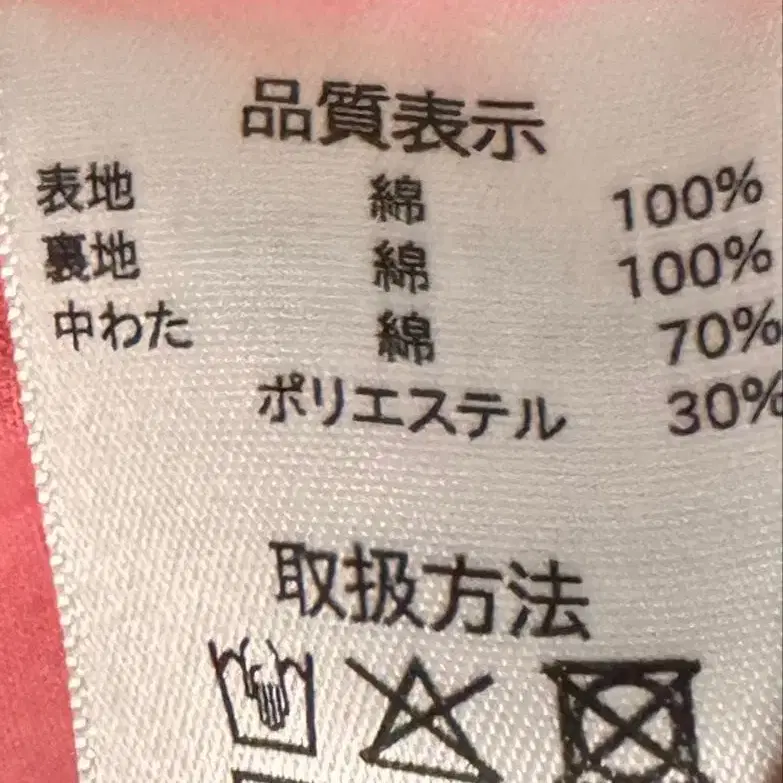 品質表示
表地 綿 100%
裏地 綿 100%
中わた 綿 70%
ポリエステル 30%
取扱方法